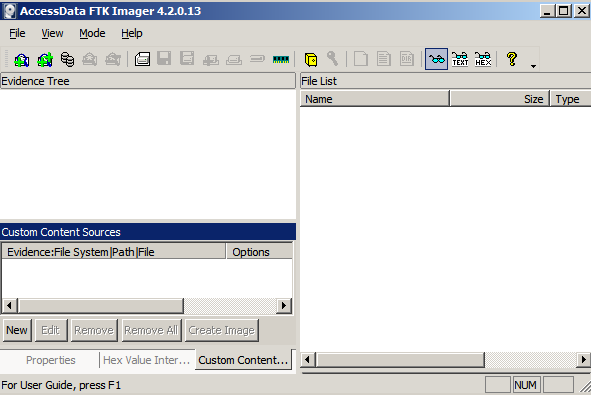 AccessData FTK Imager 4.2.0.13
File View Mode Help
TEXT HEX
Evidence Tree
File List
Name Size Type
Custom Content Sources
Evidence:File System|Path|File Options
New Edit Remove Remove All Create Image
Properties Hex Value Inter... Custom Content...
For User Guide, press F1
NUM